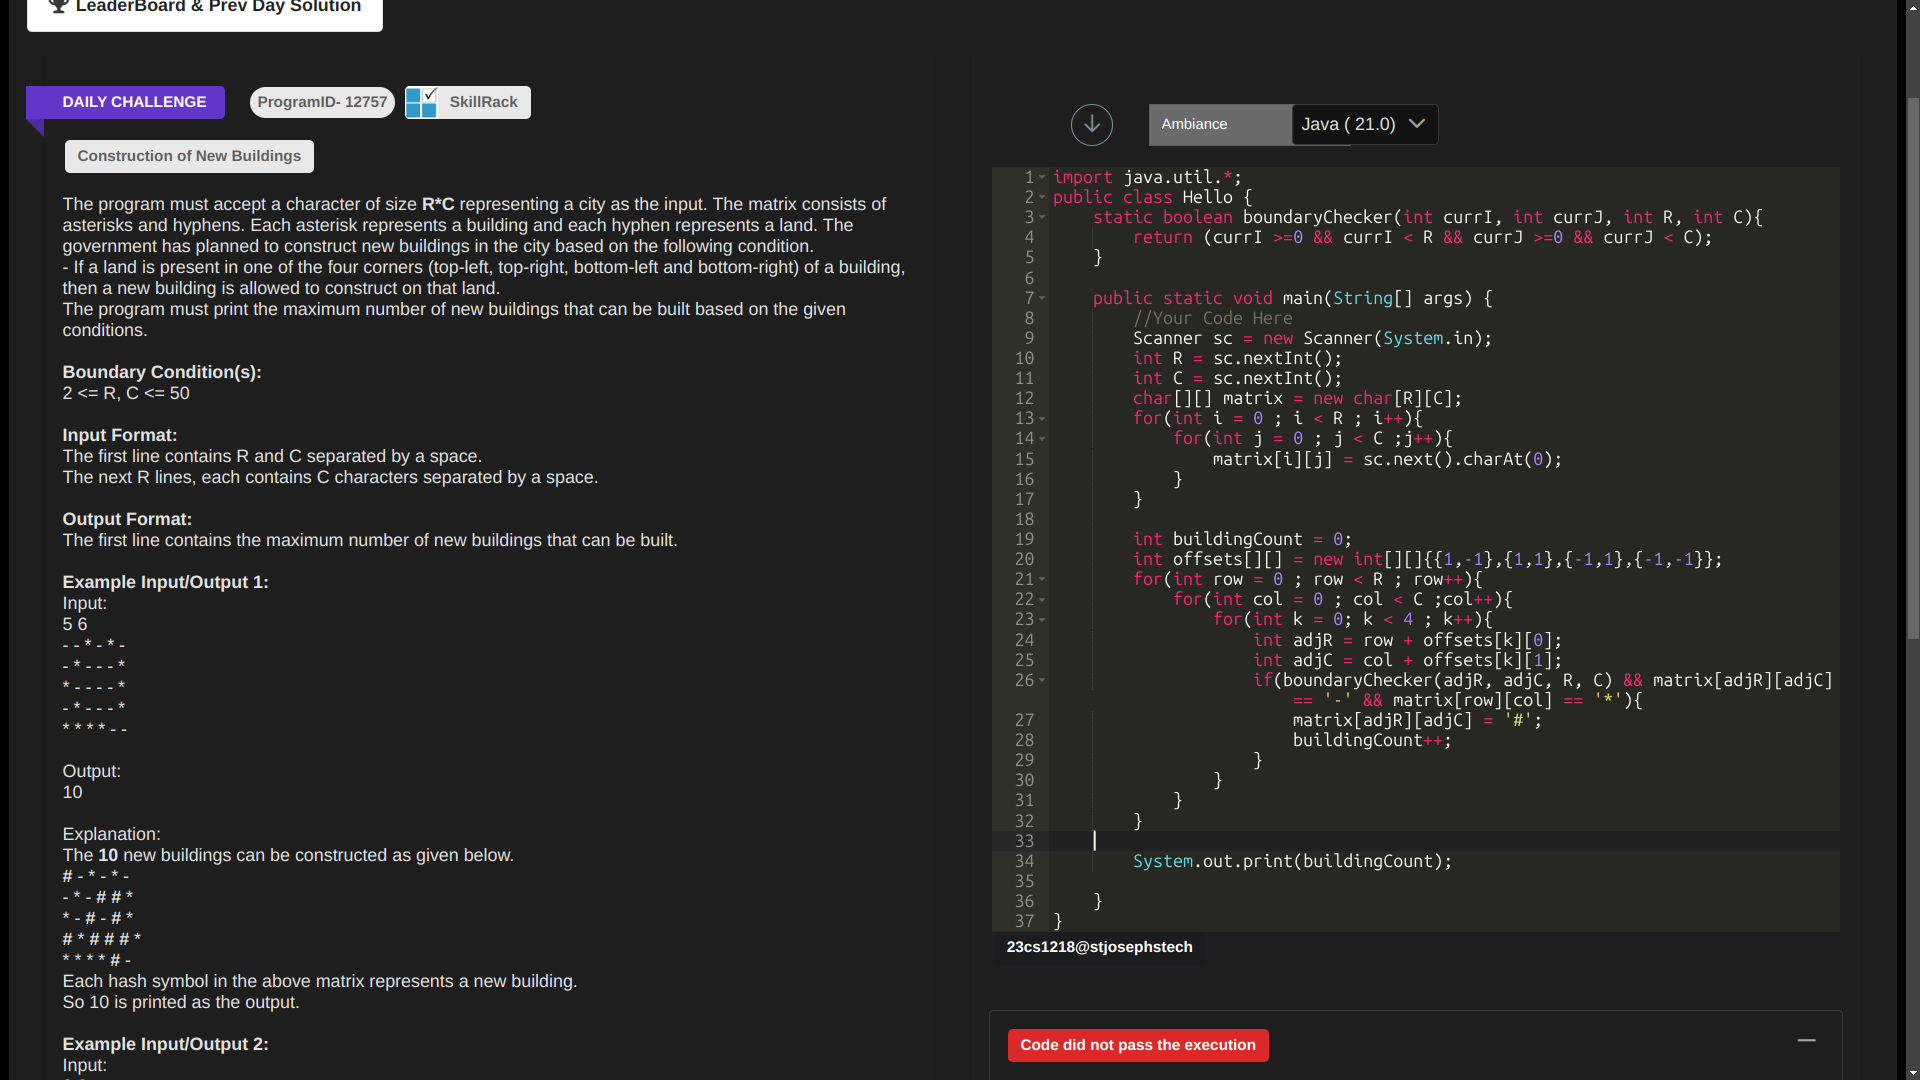 LeaderBoard & Prev Day Solution
DAILY CHALLENGE
ProgramID- 12757
SkillRack
Construction of New Buildings
The program must accept a character of size R*C representing a city as the input. The matrix consists of
asterisks and hyphens. Each asterisk represents a building and each hyphen represents a land. The
government has planned to construct new buildings in the city based on the following condition.
- If a land is present in one of the four corners (top-left, top-right, bottom-left and bottom-right) of a building,
then a new building is allowed to construct on that land.
The program must print the maximum number of new buildings that can be built based on the given
conditions.
Boundary Condition(s):
2 <= R, C <= 50
Input Format:
The first line contains R and C separated by a space.
The next R lines, each contains C characters separated by a space.
Output Format:
The first line contains the maximum number of new buildings that can be built.
Example Input/Output 1:
Input:
5 6
- - * - * -
- * - - - *
* - - - - *
- * - - - *
* * * * - -
Output:
10
Explanation:
The 10 new buildings can be constructed as given below.
# - * - * -
- * - # # *
* - # - # *
# * # # # *
* * * * # -
Each hash symbol in the above matrix represents a new building.
So 10 is printed as the output.
Example Input/Output 2:
Input:
Ambiance
Java ( 21.0)
1 import java.util.*;
2 public class Hello {
3 static boolean boundaryChecker(int currI, int currJ, int R, int C){
4 return (currI >=0 && currI < R && currJ >=0 && currJ < C);
5 }
6
7 public static void main(String[] args) {
8 //Your Code Here
9 Scanner sc = new Scanner(System.in);
10 int R = sc.nextInt();
11 int C = sc.nextInt();
12 char[][] matrix = new char[R][C];
13 for(int i = 0 ; i < R ; i++){
14 for(int j = 0 ; j < C ;j++){
15 matrix[i][j] = sc.next().charAt(0);
16 }
17 }
18
19 int buildingCount = 0;
20 int offsets[][] = new int[][]{{1,-1},{1,1},{-1,1},{-1,-1}};
21 for(int row = 0 ; row < R ; row++){
22 for(int col = 0 ; col < C ;col++){
23 for(int k = 0; k < 4 ; k++){
24 int adjR = row + offsets[k][0];
25 int adjC = col + offsets[k][1];
26 if(boundaryChecker(adjR, adjC, R, C) && matrix[adjR][adjC]
== '-' && matrix[row][col] == '*'){
27 matrix[adjR][adjC] = '#';
28 buildingCount++;
29 }
30 }
31 }
32 }
33
34 System.out.print(buildingCount);
35
36 }
37 }
23cs1218@stjosephstech
Code did not pass the execution